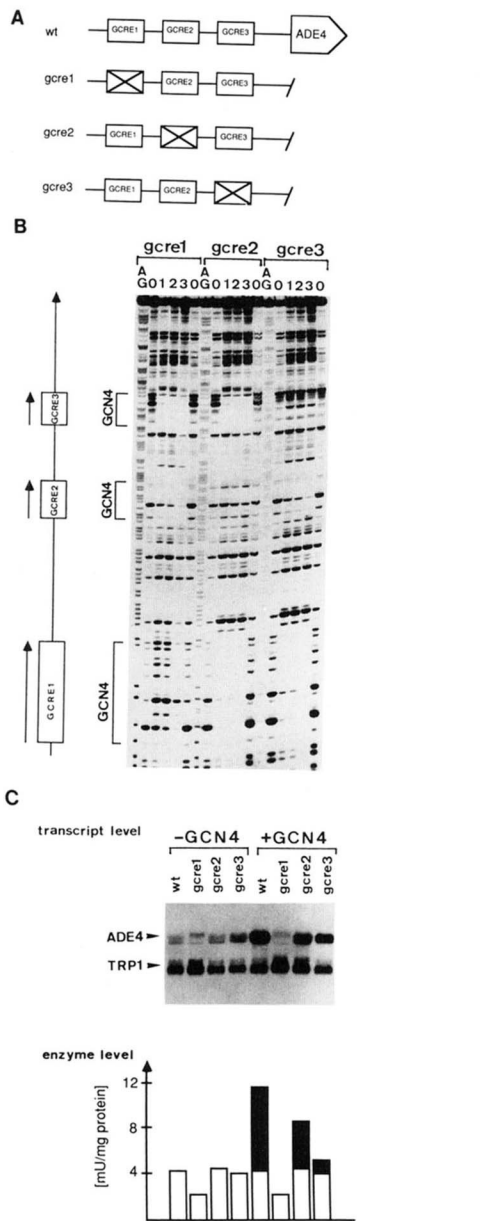 A
wt GCRE1 GCRE2 GCRE3 ADE4
gcre1 GCRE2 GCRE3
gcre2 GCRE1 GCRE3
gcre3 GCRE1 GCRE2
B
gcre1 gcre2 gcre3
A A A
G 0 1 2 3 0 G 0 1 2 3 0 G 0 1 2 3 0
GCRE3 GCN4
GCRE2 GCN4
GCRE1 GCN4
C
transcript level -GCN4 +GCN4
wt gcre1 gcre2 gcre3 wt gcre1 gcre2 gcre3
ADE4
TRP1
enzyme level
[mU/mg protein]
12
8
4